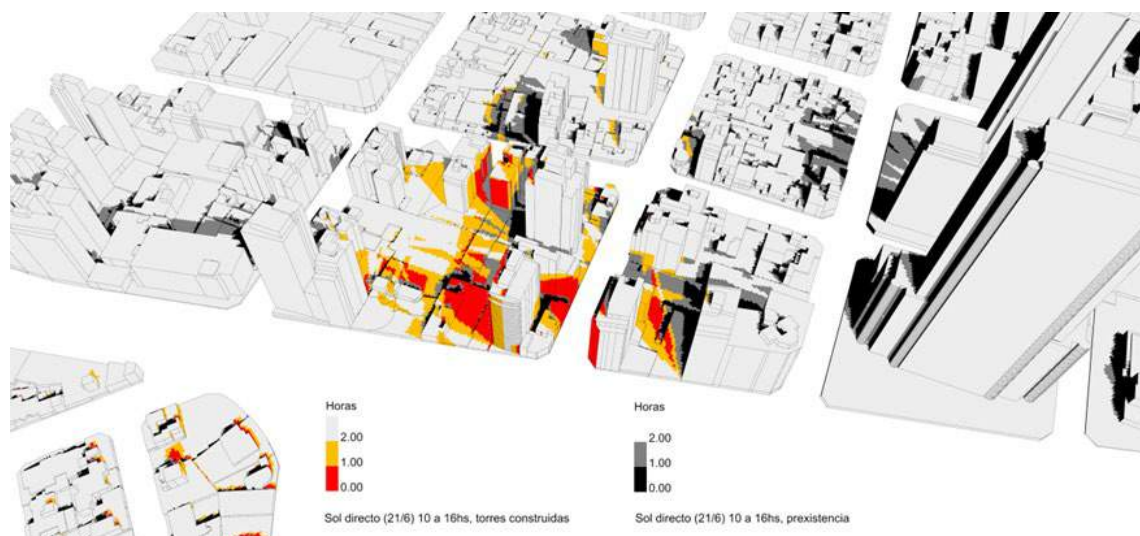 Horas
2.00
1.00
0.00
Sol directo (21/6) 10 a 16hs, torres construidas
Horas
2.00
1.00
0.00
Sol directo (21/6) 10 a 16hs, prexistencia